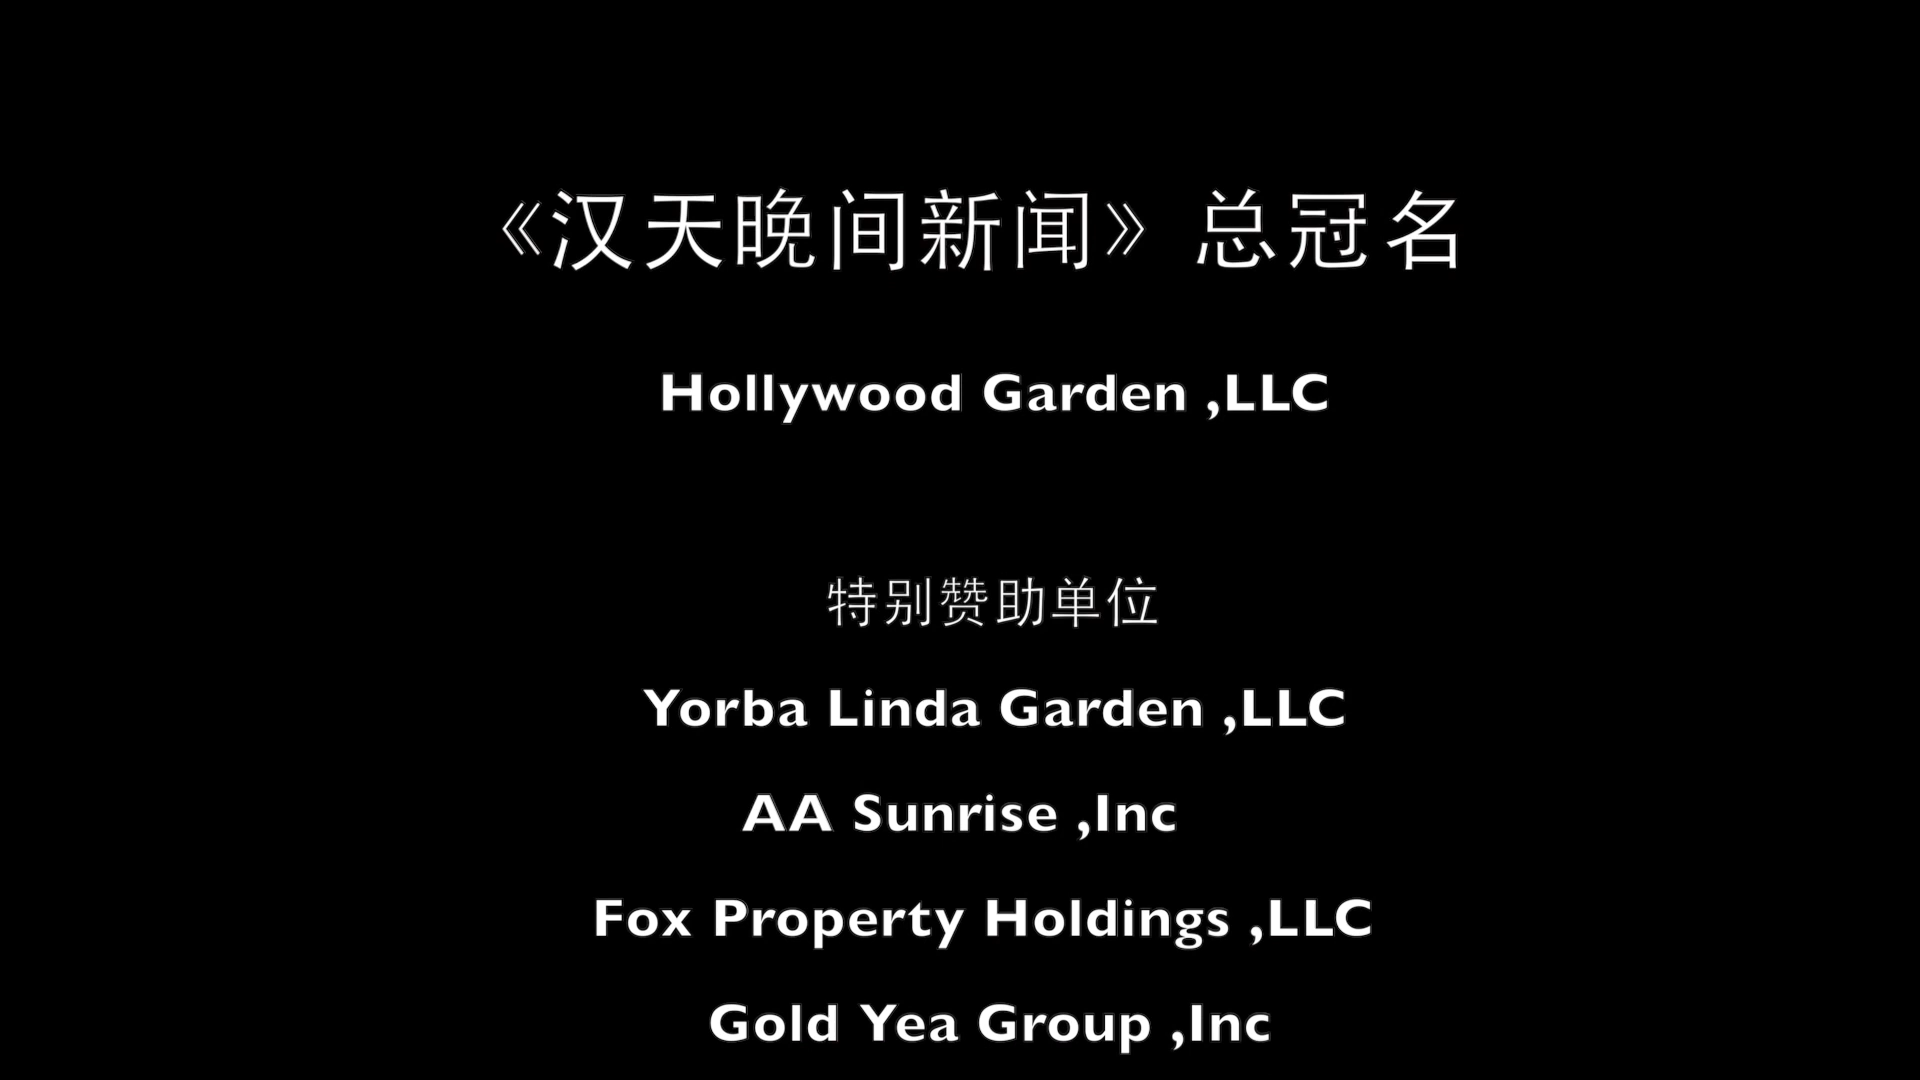 《汉天晚间新闻》总冠名
Hollywood Garden ,LLC
特别赞助单位
Yorba Linda Garden ,LLC
AA Sunrise ,Inc
Fox Property Holdings ,LLC
Gold Yea Group ,Inc